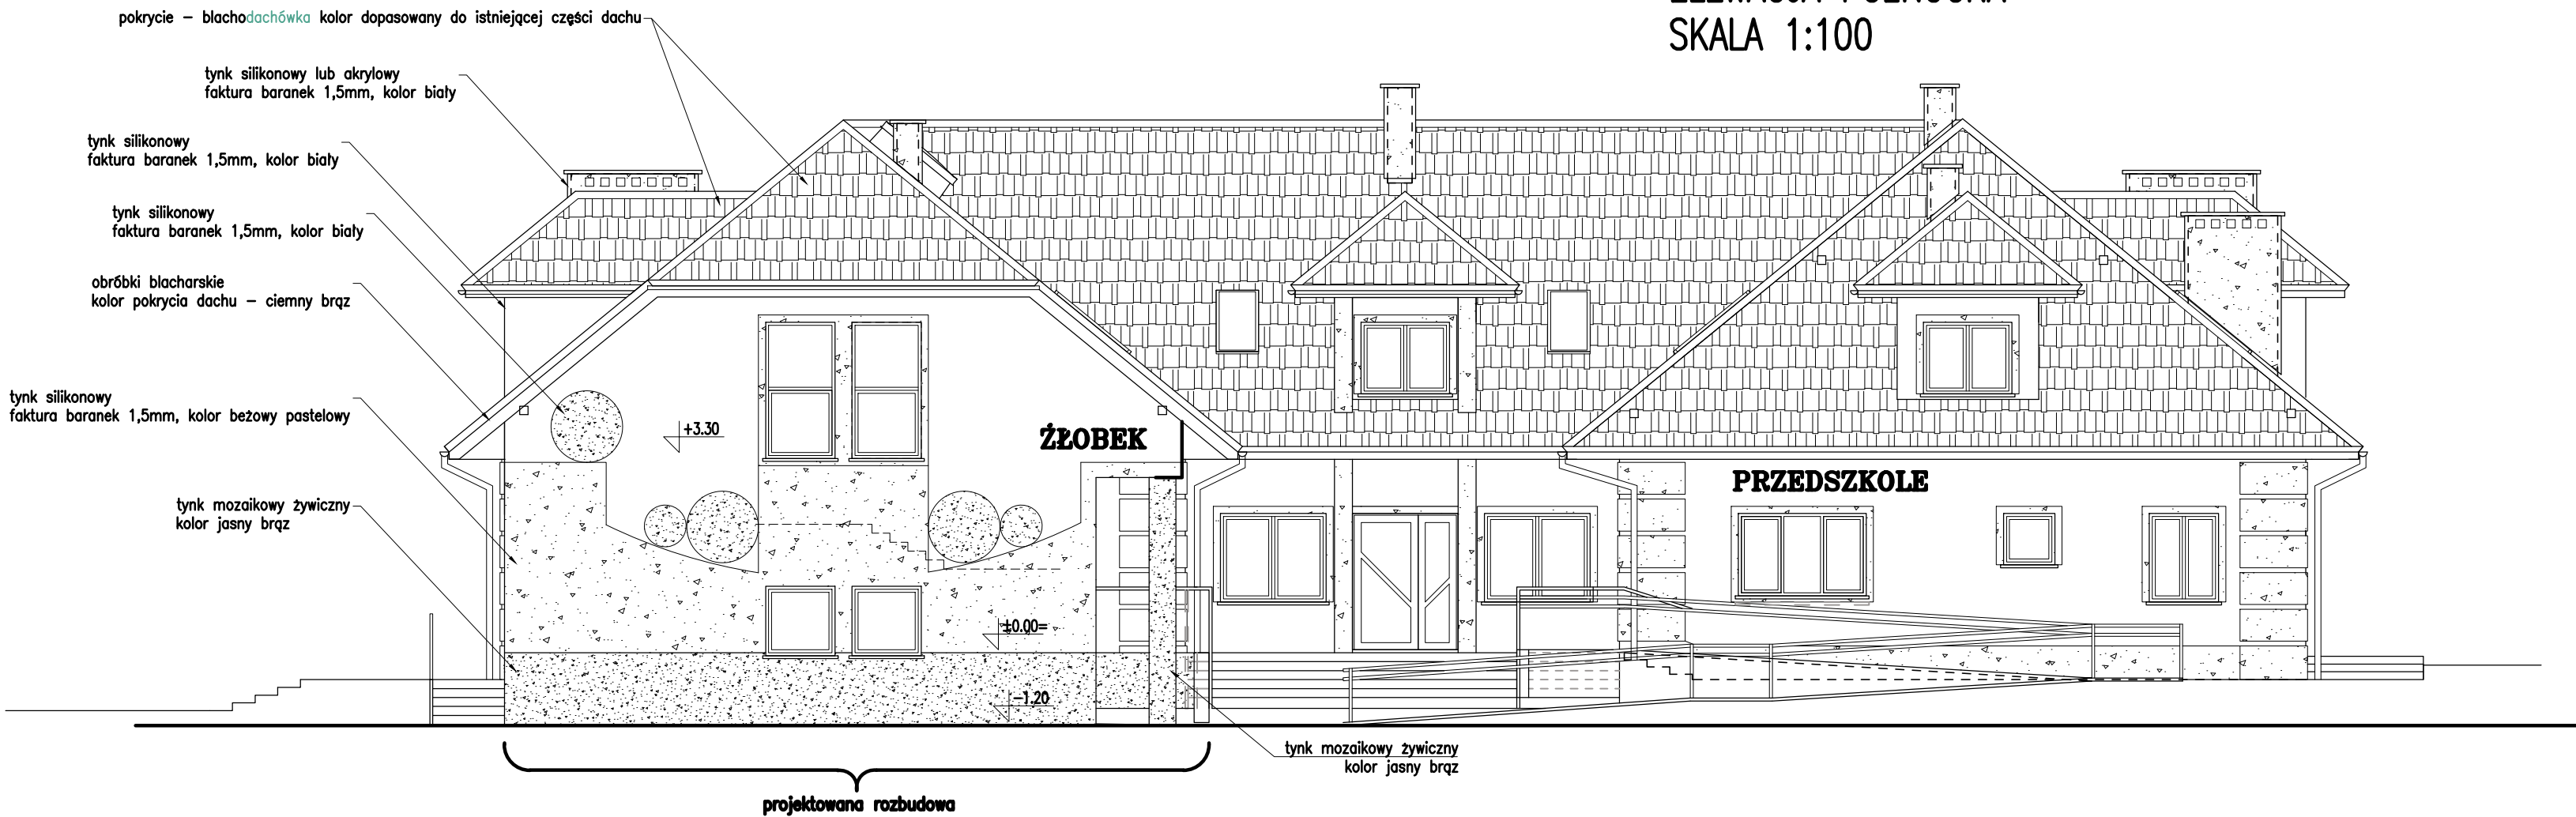 SKALA 1:100
pokrycie – blachodachówka kolor dopasowany do istniejącej części dachu
tynk silikonowy lub akrylowy
faktura baranek 1,5mm, kolor biały
tynk silikonowy
faktura baranek 1,5mm, kolor biały
tynk silikonowy
faktura baranek 1,5mm, kolor biały
obróbki blacharskie
kolor pokrycia dachu – ciemny brąz
tynk silikonowy
faktura baranek 1,5mm, kolor beżowy pastelowy
tynk mozaikowy żywiczny
kolor jasny brąz
+3.30
ŻŁOBEK
PRZEDSZKOLE
±0.00=
-1.20
tynk mozaikowy żywiczny
kolor jasny brąz
projektowana rozbudowa